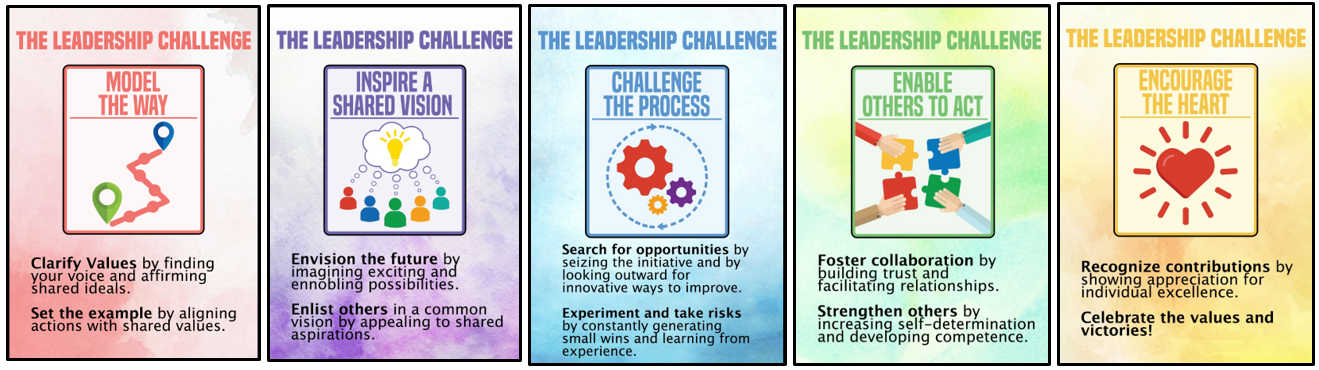 THE LEADERSHIP CHALLENGE
MODEL
THE WAY
Clarify Values by finding
your voice and affirming
shared ideals.
Set the example by aligning
actions with shared values.
THE LEADERSHIP CHALLENGE
INSPIRE A
SHARED VISION
Envision the future by
imagining exciting and
ennobling possibilities.
Enlist others in a common
vision by appealing to shared
aspirations.
THE LEADERSHIP CHALLENGE
CHALLENGE
THE PROCESS
Search for opportunities by
seizing the initiative and by
looking outward for
innovative ways to improve.
Experiment and take risks
by constantly generating
small wins and learning from
experience.
THE LEADERSHIP CHALLENGE
ENABLE
OTHERS TO ACT
Foster collaboration by
building trust and
facilitating relationships.
Strengthen others by
increasing self-determination
and developing competence.
THE LEADERSHIP CHALLENGE
ENCOURAGE
THE HEART
Recognize contributions by
showing appreciation for
individual excellence.
Celebrate the values and
victories!